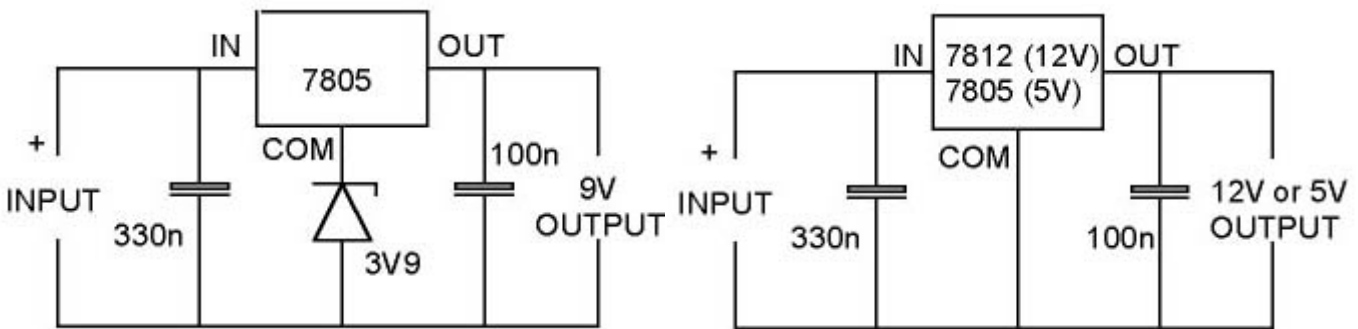 IN
OUT
7805
COM
100n
+
INPUT
330n
3V9
9V
OUTPUT
IN
7812 (12V)
7805 (5V)
OUT
COM
+
INPUT
330n
100n
12V or 5V
OUTPUT